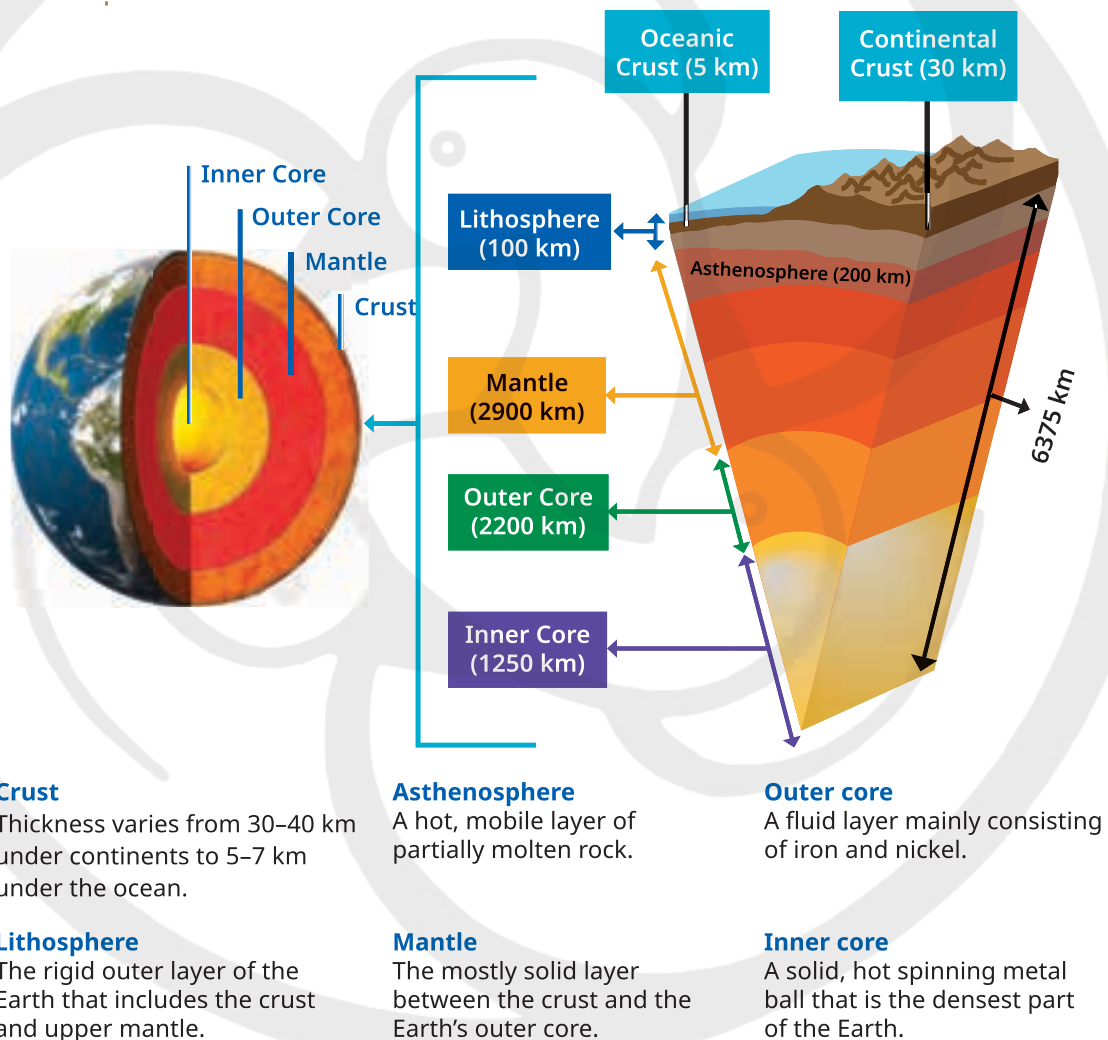 Oceanic
Crust (5 km)
Continental
Crust (30 km)
Inner Core
Outer Core
Mantle
Crust
Lithosphere
(100 km)
Asthenosphere (200 km)
Mantle
(2900 km)
6375 km
Outer Core
(2200 km)
Inner Core
(1250 km)
Crust
Thickness varies from 30–40 km
under continents to 5–7 km
under the ocean.
Asthenosphere
A hot, mobile layer of
partially molten rock.
Outer core
A fluid layer mainly consisting
of iron and nickel.
Lithosphere
The rigid outer layer of the
Earth that includes the crust
and upper mantle.
Mantle
The mostly solid layer
between the crust and the
Earth’s outer core.
Inner core
A solid, hot spinning metal
ball that is the densest part
of the Earth.